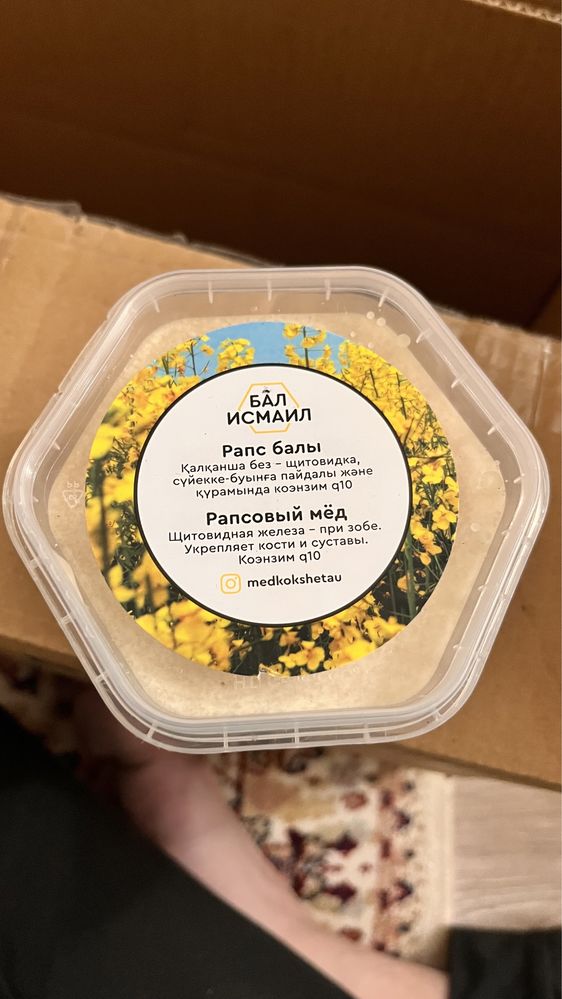 БАЛ
ИСМАИЛ
Рапс балы
Қалқанша без - щитовидка,
сүйекке-буынға пайдалы және
құрамында коэнзим q10
Рапсовый мёд
Щитовидная железа - при зобе.
Укрепляет кости и суставы.
Коэнзим q10
medkokshetau